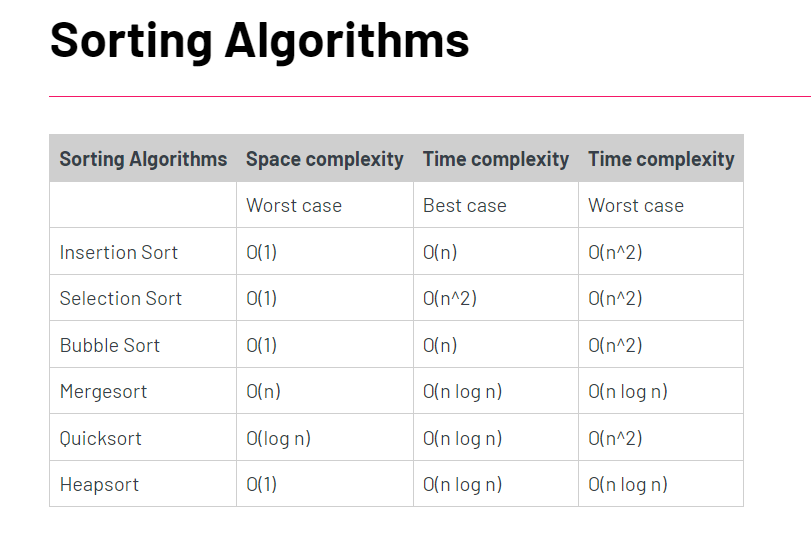 Sorting Algorithms
Sorting Algorithms Space complexity Time complexity Time complexity
Worst case Best case Worst case
Insertion Sort O(1) O(n) O(n^2)
Selection Sort O(1) O(n^2) O(n^2)
Bubble Sort O(1) O(n) O(n^2)
Mergesort O(n) O(n log n) O(n log n)
Quicksort O(log n) O(n log n) O(n^2)
Heapsort O(1) O(n log n) O(n log n)